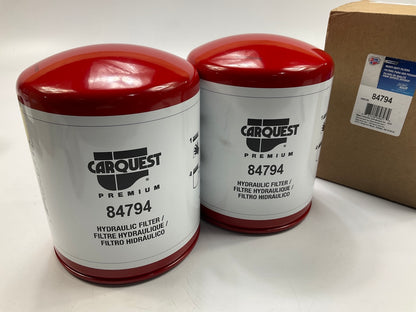 CARQUEST
PREMIUM
84794
HYDRAULIC FILTER/
FILTRE HYDRAULIQUE/
FILTRO HIDRÁULICO
CARQUEST
PREMIUM
84794
HYDRAULIC FILTER/
FILTRE HYDRAULIQUE/
FILTRO HIDRÁULICO
84794